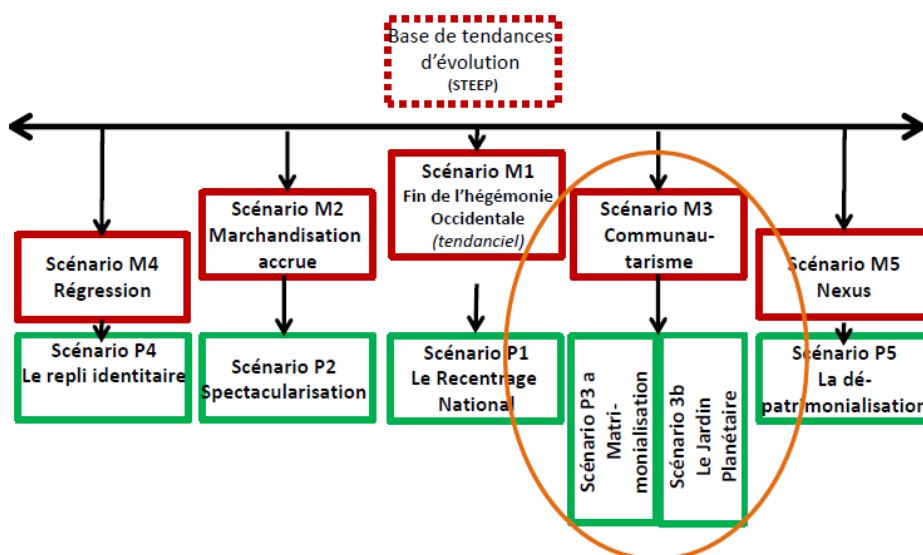 Base de tendances
d'évolution
(STEEP)
Scénario M4
Régression
Scénario M2
Marchandisation
accrue
Scénario M1
Fin de l'hégémonie
Occidentale
(tendanciel)
Scénario M3
Communau-
tarisme
Scénario M5
Nexus
Scénario P4
Le repli identitaire
Scénario P2
Spectacularisation
Scénario P1
Le Recentrage
National
Scénario P3 a
Matri-
monialisation
Scénario 3b
Le Jardin
Planétaire
Scénario P5
La dé-
patrimonialisation